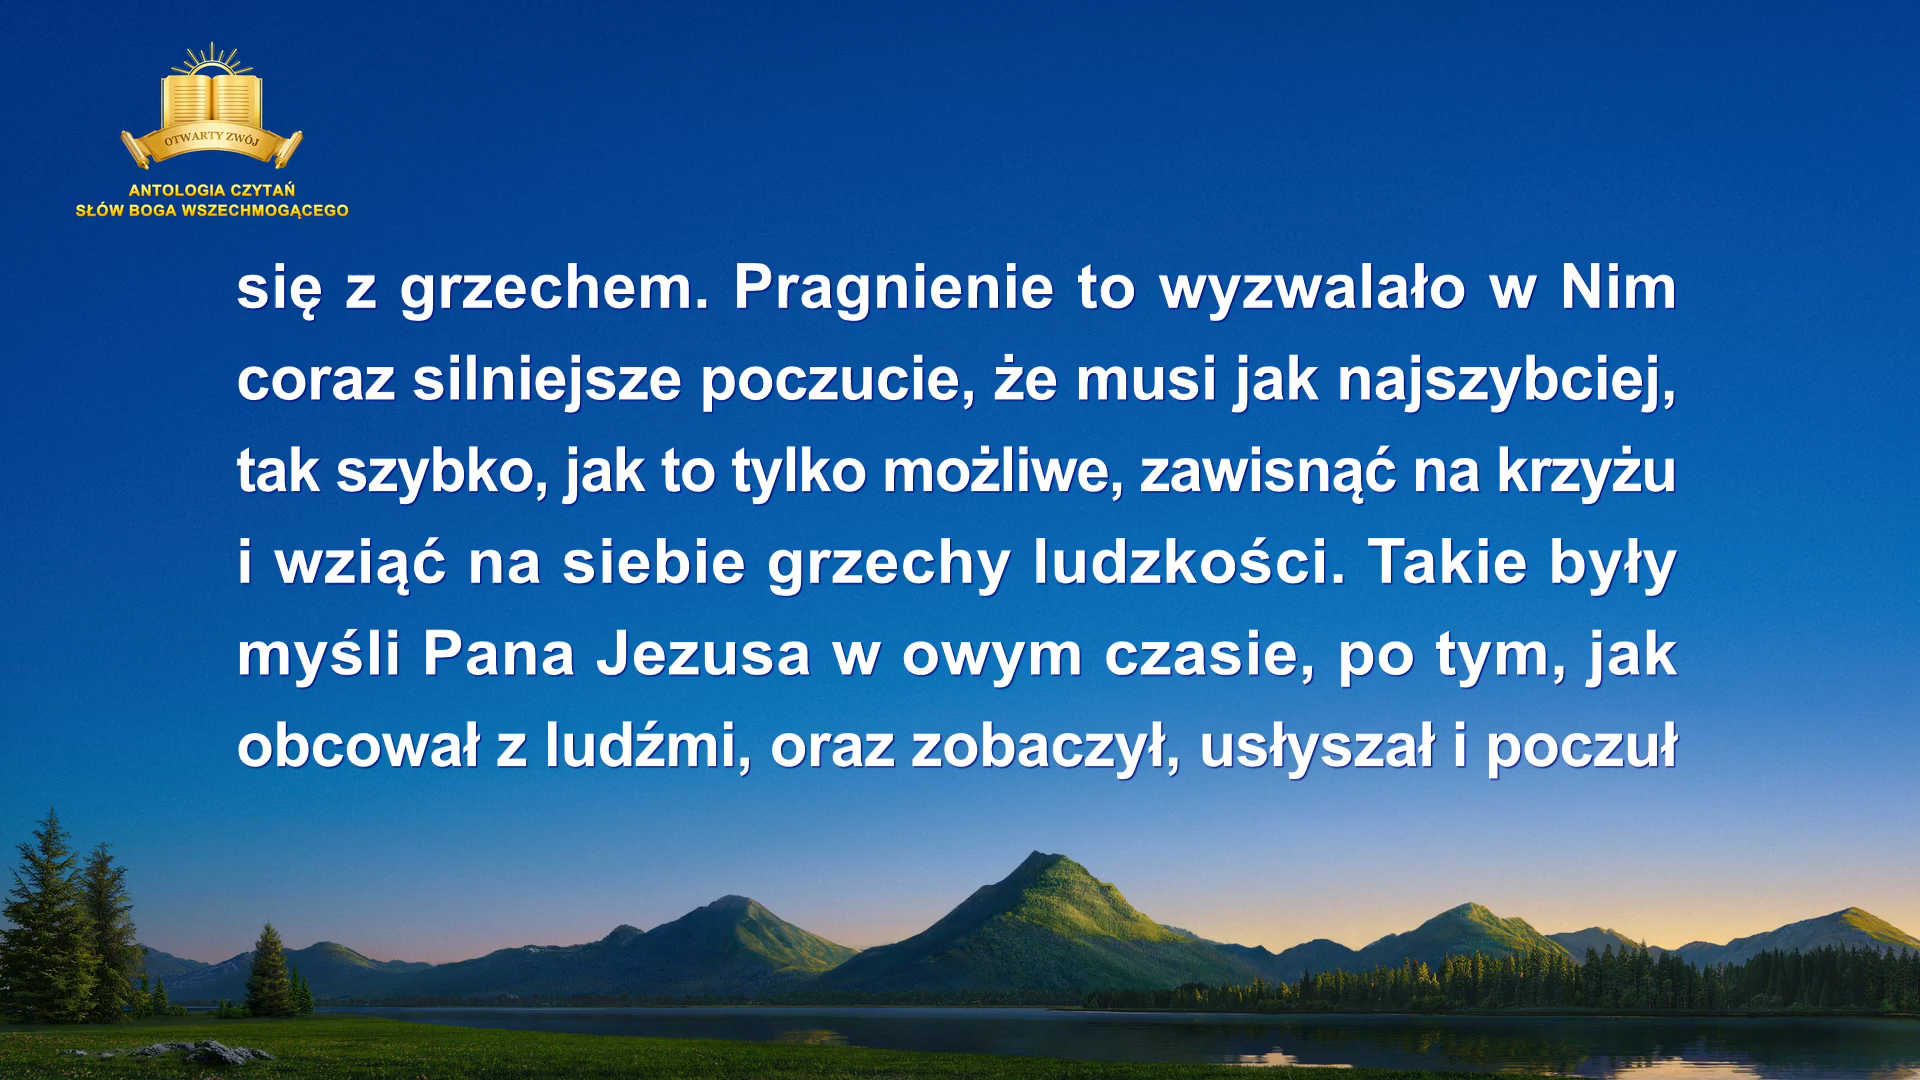 OTWARTY ZWÓJ
ANTOLOGIA CZYTAŃ
SŁÓW BOGA WSZECHMOGĄCEGO
się z grzechem. Pragnienie to wyzwalało w Nim
coraz silniejsze poczucie, że musi jak najszybciej,
tak szybko, jak to tylko możliwe, zawisnąć na krzyżu
i wziąć na siebie grzechy ludzkości. Takie były
myśli Pana Jezusa w owym czasie, po tym, jak
obcował z ludźmi, oraz zobaczył, usłyszał i poczuł